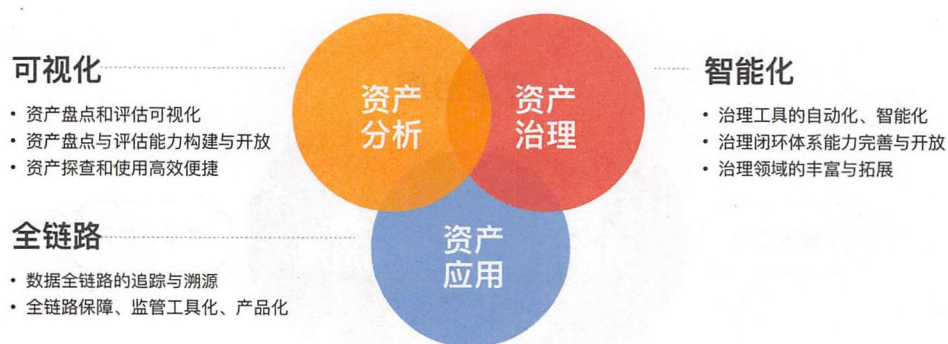 可视化
• 资产盘点和评估可视化
• 资产盘点与评估能力构建与开放
• 资产探查和使用高效便捷
全链路
• 数据全链路的追踪与溯源
• 全链路保障、监管工具化、产品化
资产
分析
资产
治理
资产
应用
智能化
• 治理工具的自动化、智能化
• 治理闭环体系能力完善与开放
• 治理领域的丰富与拓展